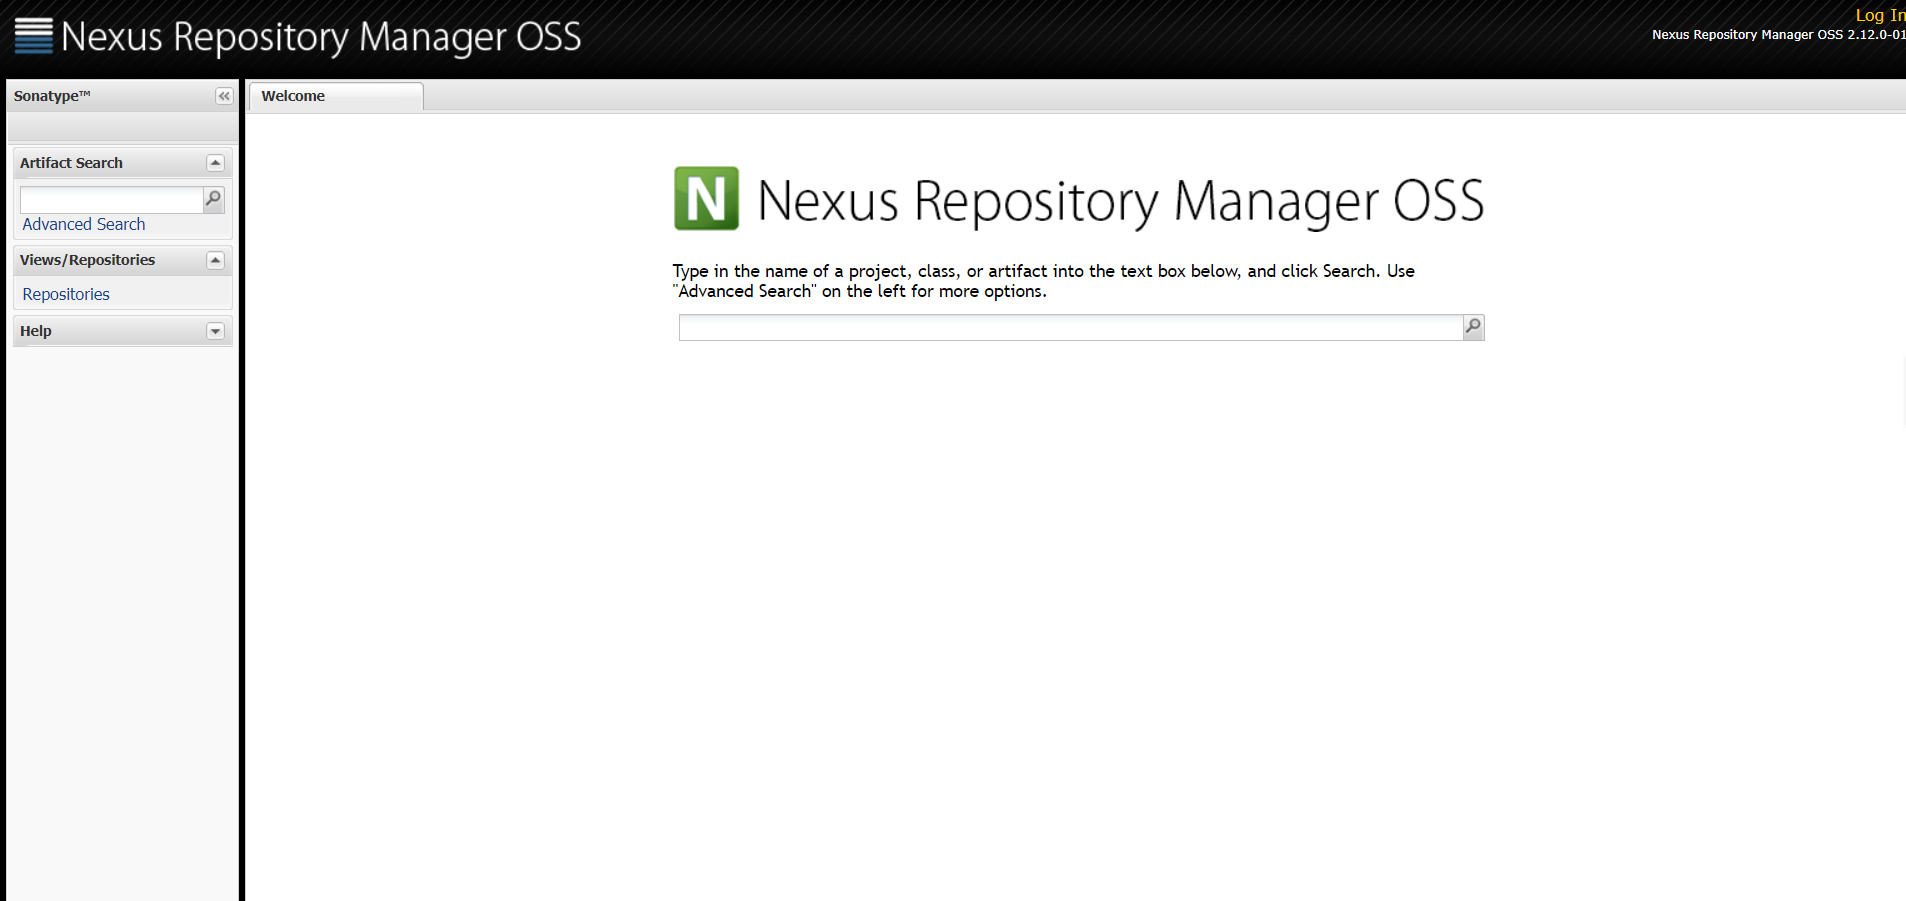 Nexus Repository Manager OSS
Log In
Nexus Repository Manager OSS 2.12.0-01
Sonatype™
Welcome
Artifact Search
Advanced Search
Views/Repositories
Repositories
Help
N Nexus Repository Manager OSS
Type in the name of a project, class, or artifact into the text box below, and click Search. Use
"Advanced Search" on the left for more options.